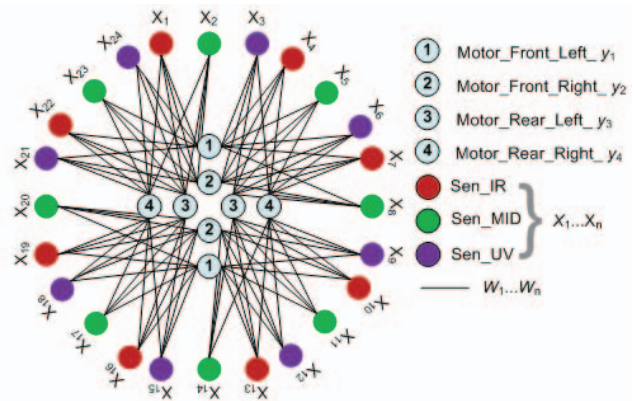 X1
X2
X3
X4
X5
X6
X7
X8
X9
X10
X11
X12
X13
X14
X15
X16
X17
X18
X19
X20
X21
X22
X23
X24
1
2
4 3 3 4
2
1
1 Motor_Front_Left_ y1
2 Motor_Front_Right_ y2
3 Motor_Rear_Left_ y3
4 Motor_Rear_Right_ y4
Sen_IR
Sen_MID } X1...Xn
Sen_UV
W1...Wn